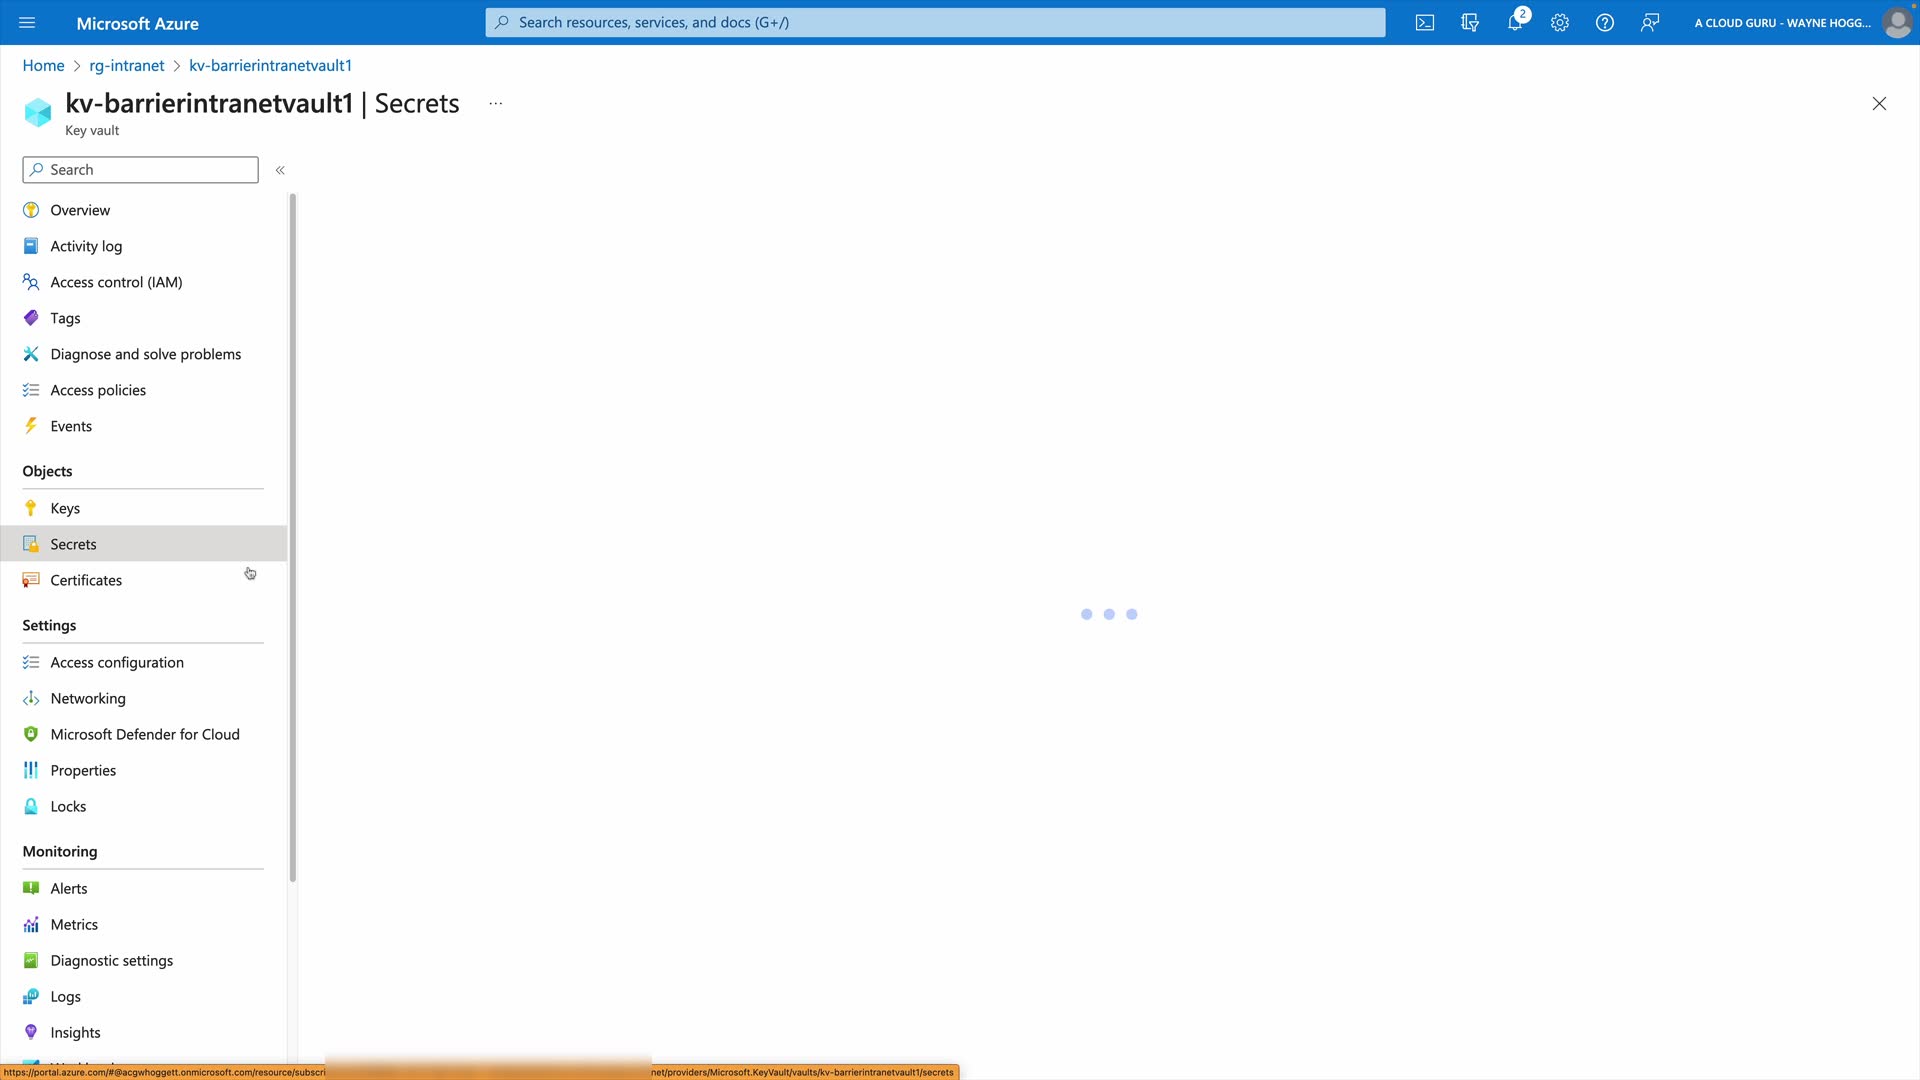 Microsoft Azure
Search resources, services, and docs (G+/)
2
A CLOUD GURU - WAYNE HOGG...
Home > rg-intranet > kv-barrierintranetvault1
kv-barrierintranetvault1 | Secrets ...
Key vault
Search
«
Overview
Activity log
Access control (IAM)
Tags
Diagnose and solve problems
Access policies
Events
Objects
Keys
Secrets
Certificates
Settings
Access configuration
Networking
Microsoft Defender for Cloud
Properties
Locks
Monitoring
Alerts
Metrics
Diagnostic settings
Logs
Insights
https://portal.azure.com/#@acgwhoggett.onmicrosoft.com/resource/subscri
net/providers/Microsoft.KeyVault/vaults/kv-barrierintranetvault1/secrets